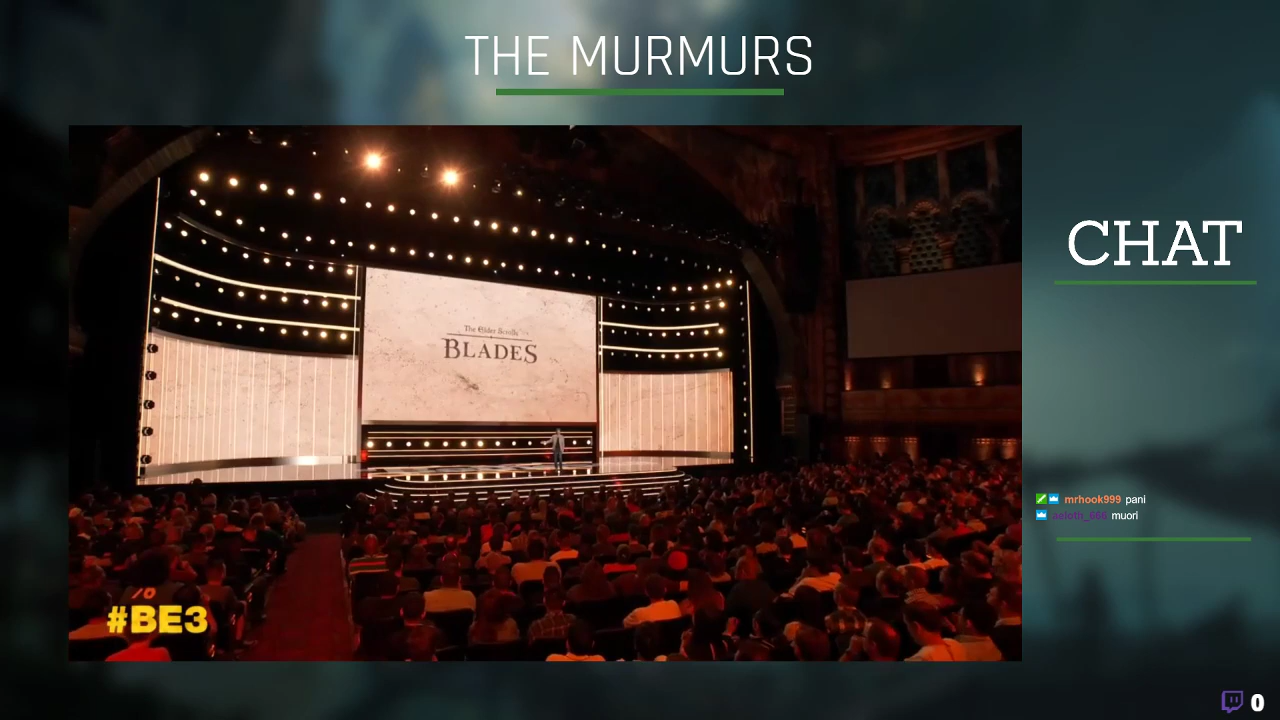 THE MURMURS
The Elder Scrolls
BLADES
CHAT
mrhook999 pani
muori
#BE3
0